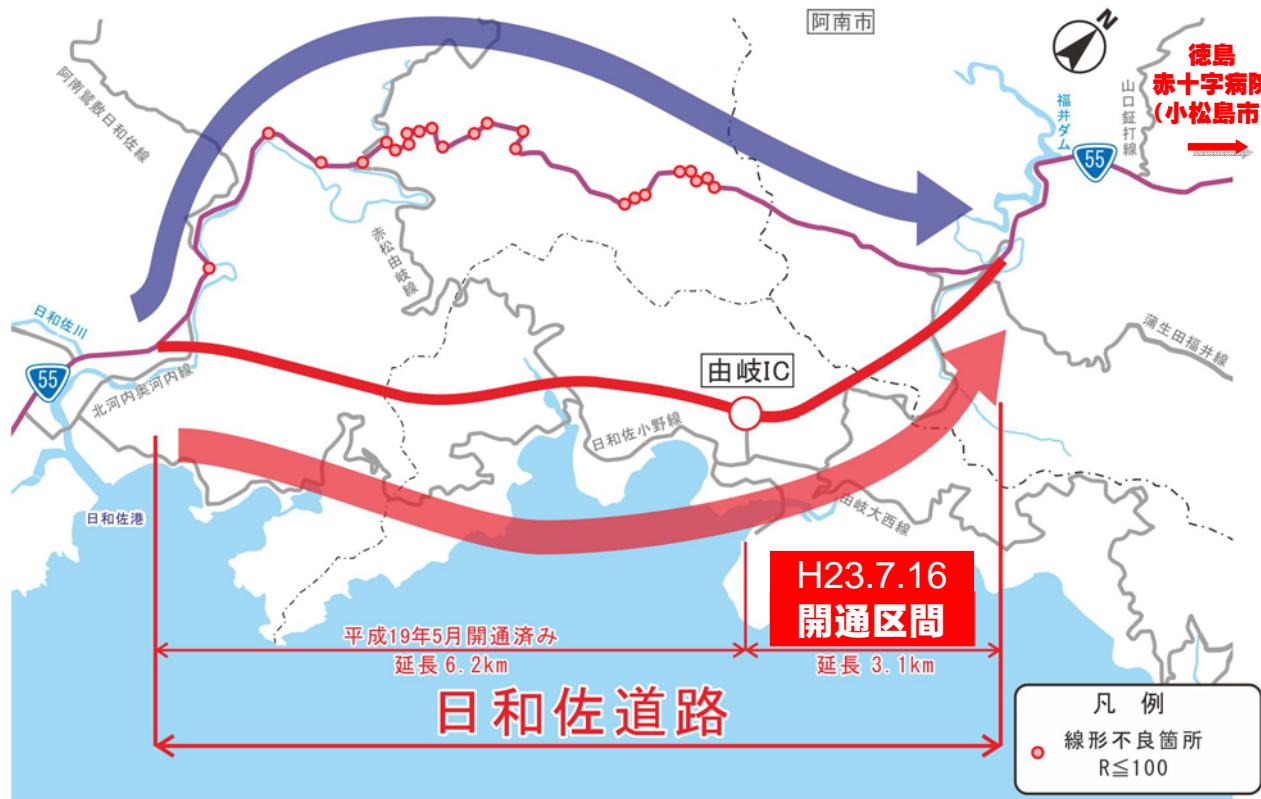 阿南市
N
徳島
赤十字病院
(小松島市
山口鉦打線
福井ダム
55
阿南鷲敷日和佐線
赤松由岐線
日和佐川
55
北河内奥河内線
蒲生田福井線
由岐IC
日和佐小野線
由岐大西線
日和佐港
H23.7.16
開通区間
平成19年5月開通済み
延長 6.2km
延長 3.1km
日和佐道路
凡 例
線形不良箇所
R≦100